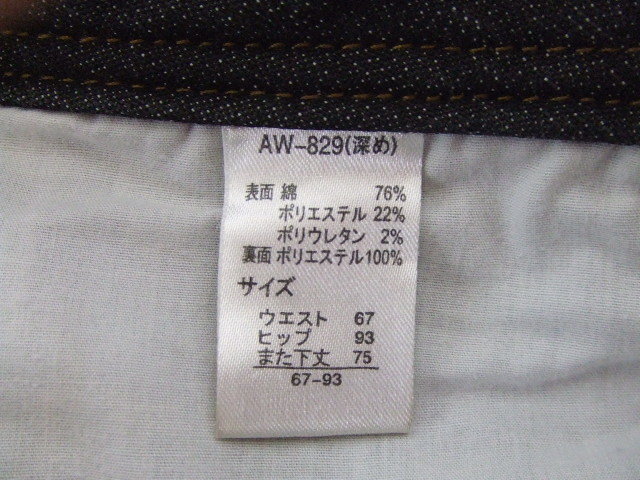 AW-829(深め)
表面 綿 76%
ポリエステル 22%
ポリウレタン 2%
裏面 ポリエステル100%
サイズ
ウエスト 67
ヒップ 93
また下丈 75
67-93